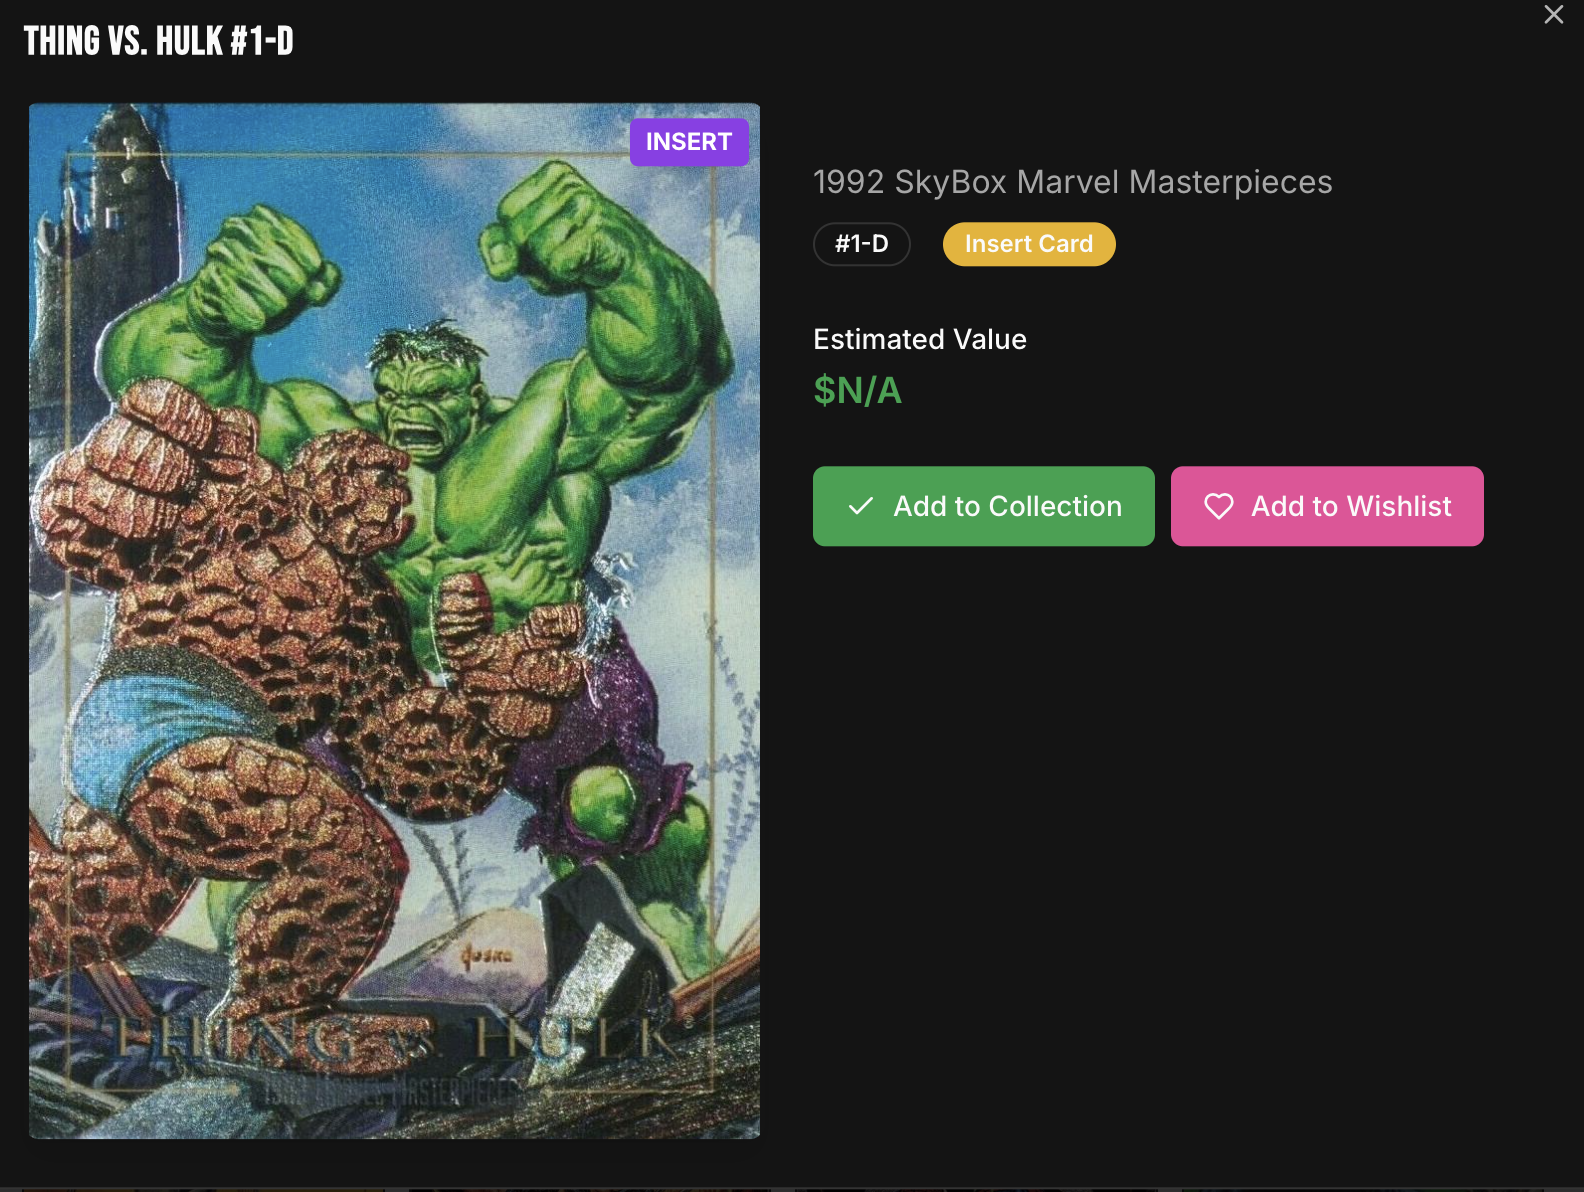 THING VS. HULK #1-D
INSERT
1992 SkyBox Marvel Masterpieces
#1-D
Insert Card
Estimated Value
$N/A
Add to Collection
Add to Wishlist
Jusko
THING vs. HULK
MARVEL MASTERPIECES